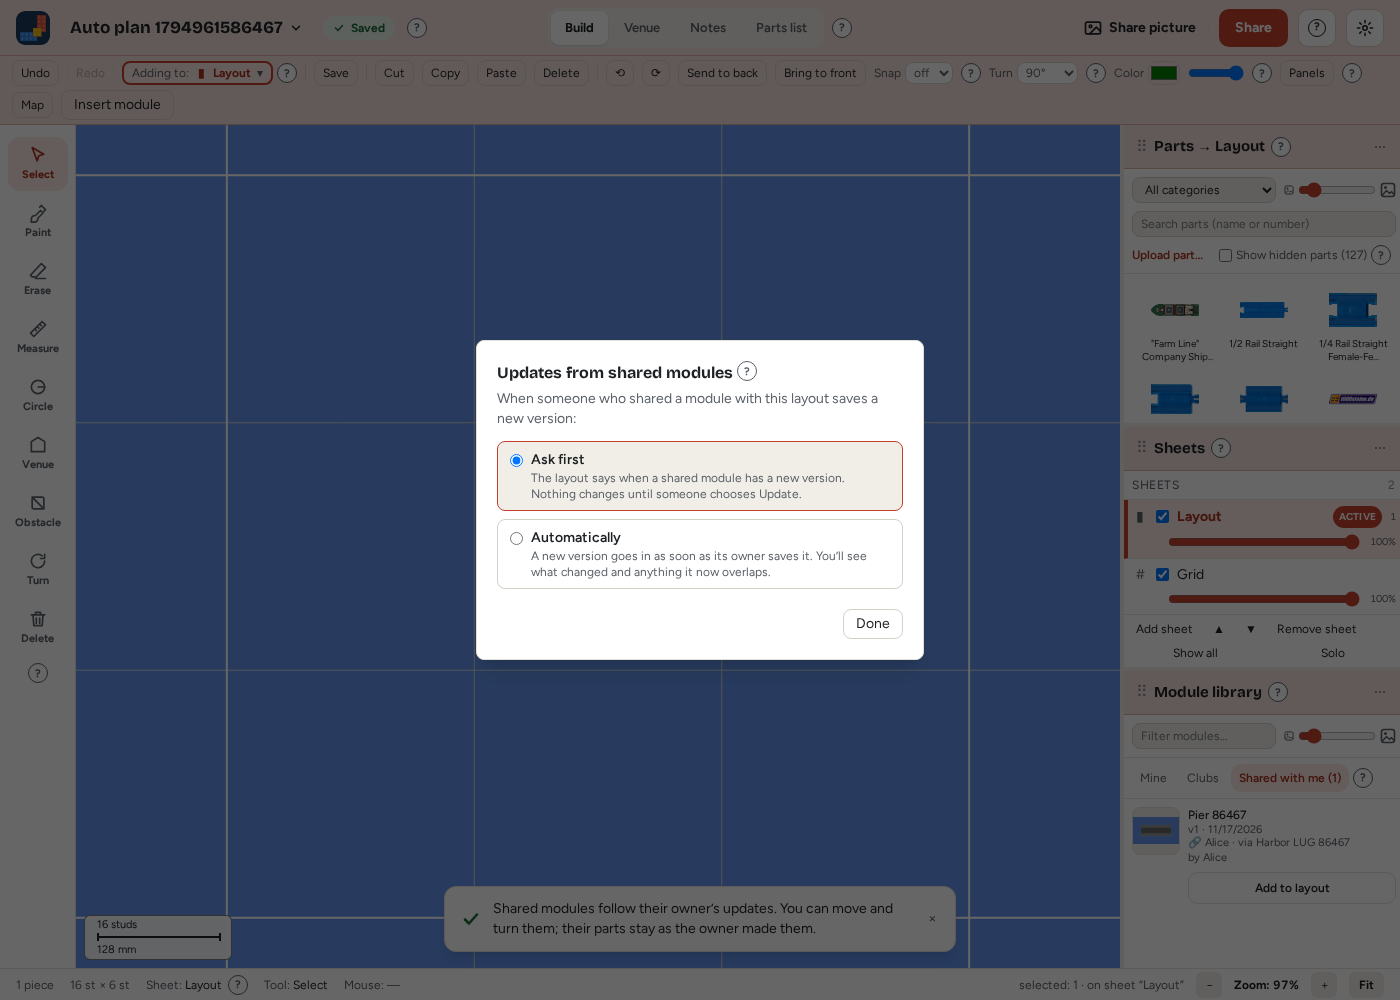 Auto plan 1794961586467
Saved
?
Build
Venue
Notes
Parts list
?
Share picture
Share
?
Undo
Redo
Adding to: Layout
?
Save
Cut
Copy
Paste
Delete
Send to back
Bring to front
Snap off
?
Turn 90°
?
Color
?
Panels
?
Map
Insert module
Select
Paint
Erase
Measure
Circle
Venue
Obstacle
Turn
Delete
?
Updates from shared modules ?
When someone who shared a module with this layout saves a
new version:
Ask first
The layout says when a shared module has a new version.
Nothing changes until someone chooses Update.
Automatically
A new version goes in as soon as its owner saves it. You'll see
what changed and anything it now overlaps.
Done
Shared modules follow their owner's updates. You can move and
turn them; their parts stay as the owner made them.
×
16 studs
128 mm
Parts → Layout ?
All categories
Search parts (name or number)
Upload part...
Show hidden parts (127) ?
"Farm Line"
Company Ship...
1/2 Rail Straight
1/4 Rail Straight
Female-Fe...
Sheets ?
SHEETS 2
Layout ACTIVE 1
100%
# Grid
100%
Add sheet ▲ ▼ Remove sheet
Show all Solo
Module library ?
Filter modules...
Mine Clubs Shared with me (1) ?
Pier 86467
v1 · 11/17/2026
Alice · via Harbor LUG 86467
by Alice
Add to layout
1 piece
16 st × 6 st
Sheet: Layout ?
Tool: Select
Mouse: —
selected: 1 · on sheet "Layout"
−
Zoom: 97%
+
Fit